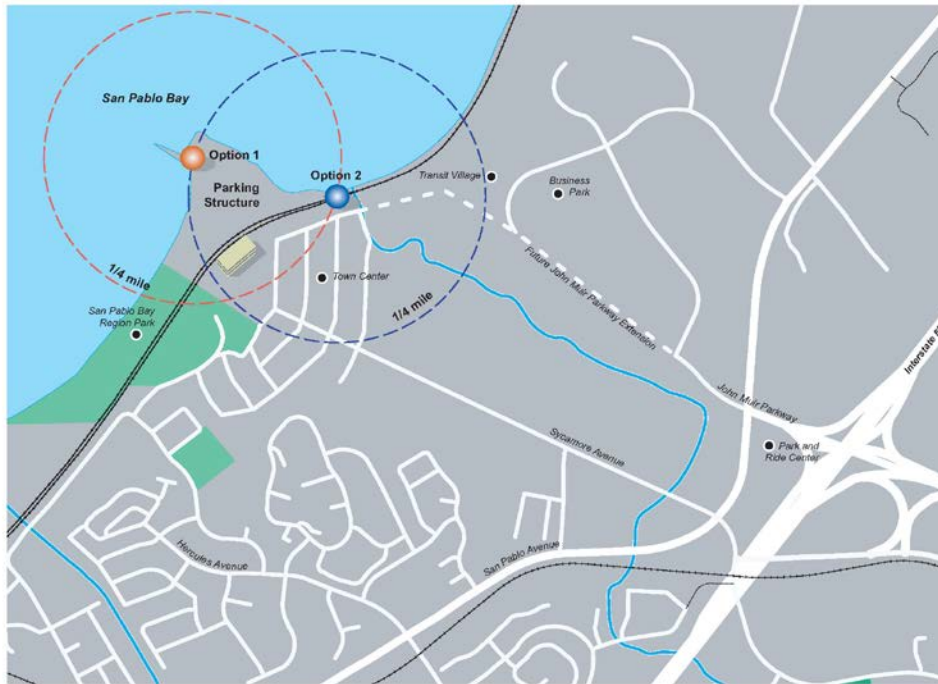 San Pablo Bay
Option 1
Option 2
Parking
Structure
Transit Village
Business
Park
Town Center
1/4 mile
1/4 mile
San Pablo Bay
Region Park
Future John Muir Parkway Extension
John Muir Parkway
Interstate
Park and
Ride Center
Sycamore Avenue
San Pablo Avenue
Hercules Avenue